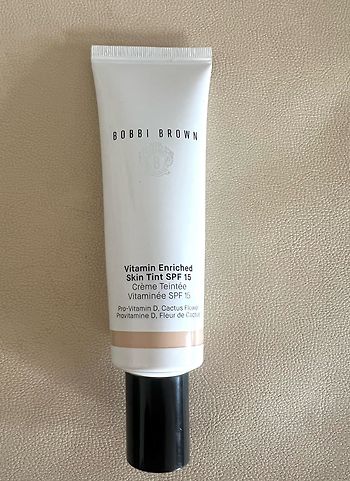 BOBBI BROWN
B
Vitamin Enriched
Skin Tint SPF 15
Crème Teintée
Vitaminée SPF 15
Pro-Vitamin D, Cactus Flower
Provitamine D, Fleur de Cactus